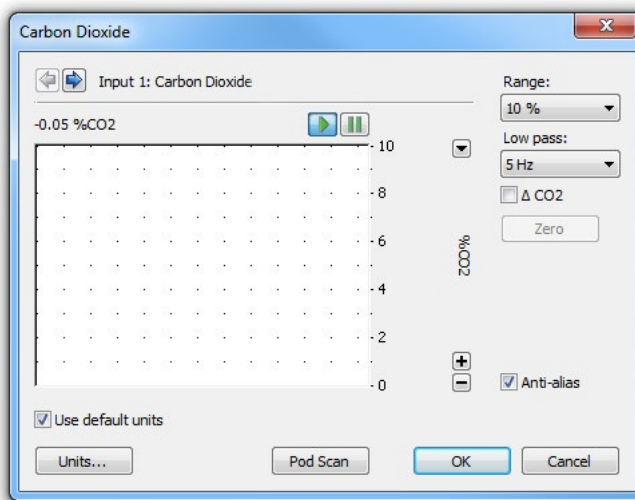 Carbon Dioxide
Input 1: Carbon Dioxide
-0.05 %CO2
10
8
6
4
2
0
%CO2
Range:
10 %
Low pass:
5 Hz
Δ CO2
Zero
Anti-alias
Use default units
Units...
Pod Scan
OK
Cancel